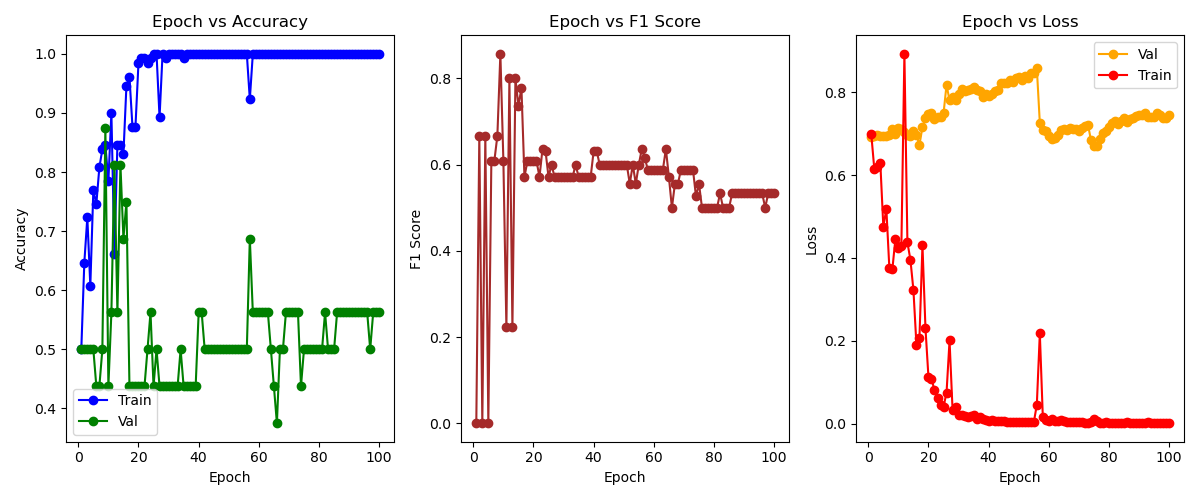 Epoch vs Accuracy
1.0
0.9
0.8
0.7
0.6
0.5
0.4
Accuracy
Train
Val
0 20 40 60 80 100
Epoch
Epoch vs F1 Score
0.8
0.6
0.4
0.2
0.0
F1 Score
0 20 40 60 80 100
Epoch
Epoch vs Loss
Val
Train
0.8
0.6
0.4
0.2
0.0
Loss
0 20 40 60 80 100
Epoch